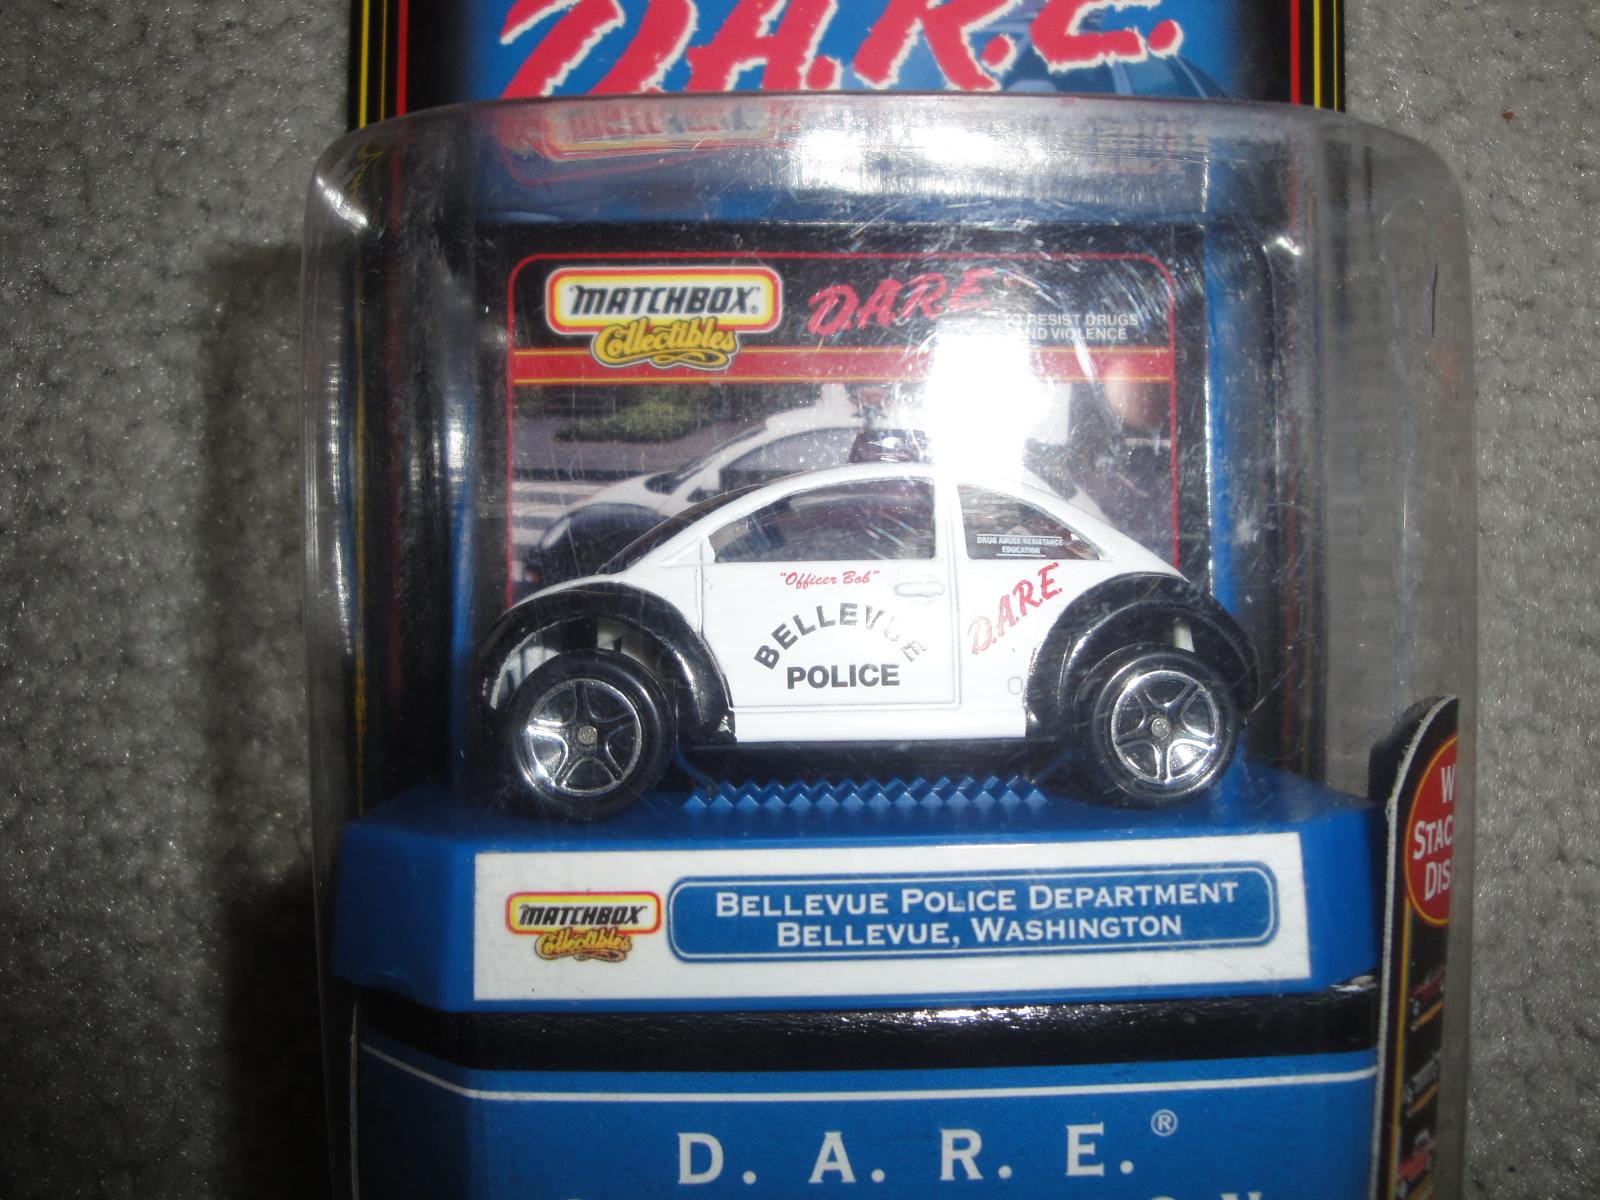 D.A.R.E.
MATCHBOX®
Collectibles
D.A.R.E.
TO RESIST DRUGS
AND VIOLENCE
DRUG ABUSE RESISTANCE
EDUCATION
"Officer Bob"
D.A.R.E.
BELLEVUE
POLICE
MATCHBOX
Collectibles
BELLEVUE POLICE DEPARTMENT
BELLEVUE, WASHINGTON
D. A. R. E.®